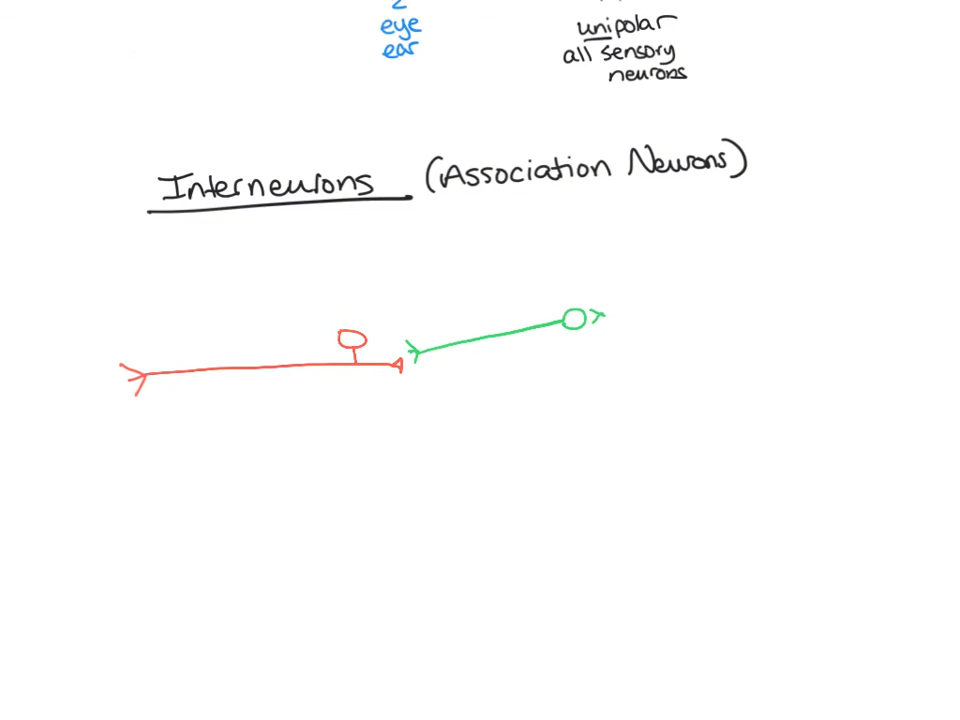 eye
ear
unipolar
all sensory
neurons
Interneurons (Association Neurons)